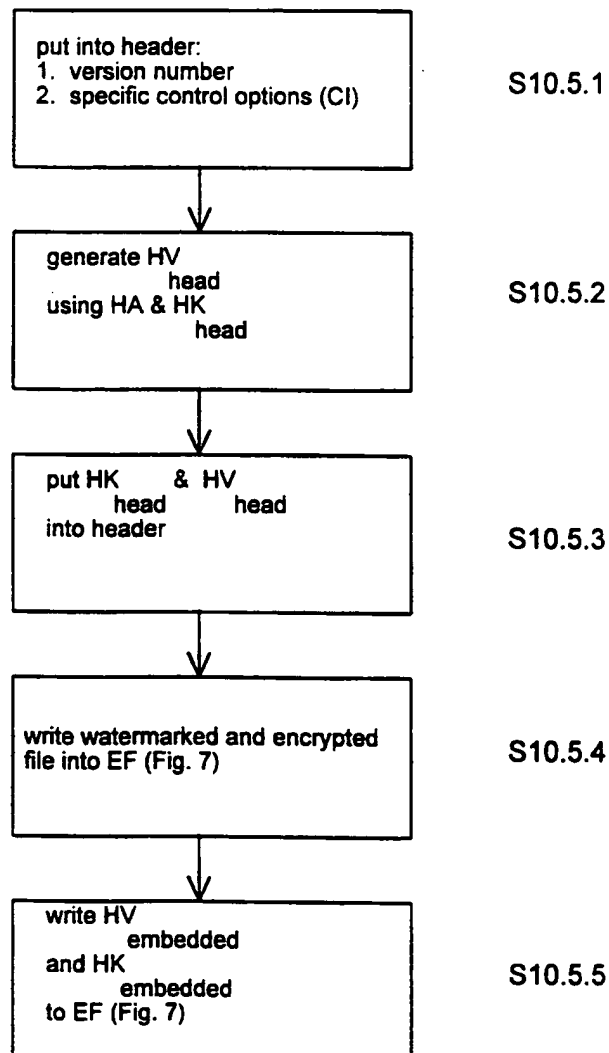 put into header:
1. version number
2. specific control options (CI)
S10.5.1
generate HV
head
using HA & HK
head
S10.5.2
put HK & HV
head head
into header
S10.5.3
write watermarked and encrypted
file into EF (Fig. 7)
S10.5.4
write HV
embedded
and HK
embedded
to EF (Fig. 7)
S10.5.5